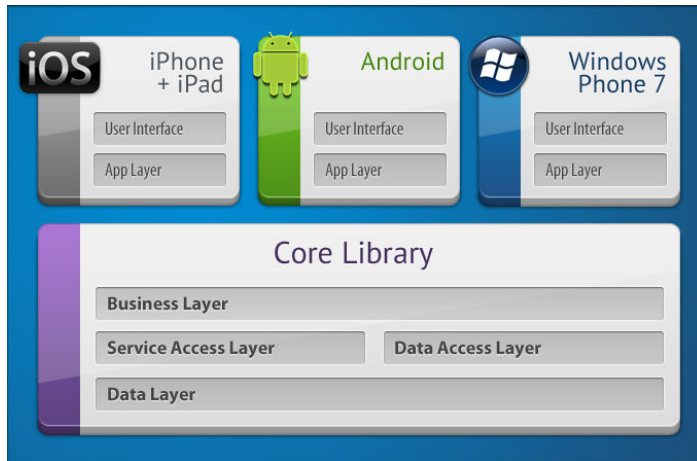 iOS
iPhone
+ iPad
User Interface
App Layer
Android
User Interface
App Layer
Windows
Phone 7
User Interface
App Layer
Core Library
Business Layer
Service Access Layer
Data Access Layer
Data Layer